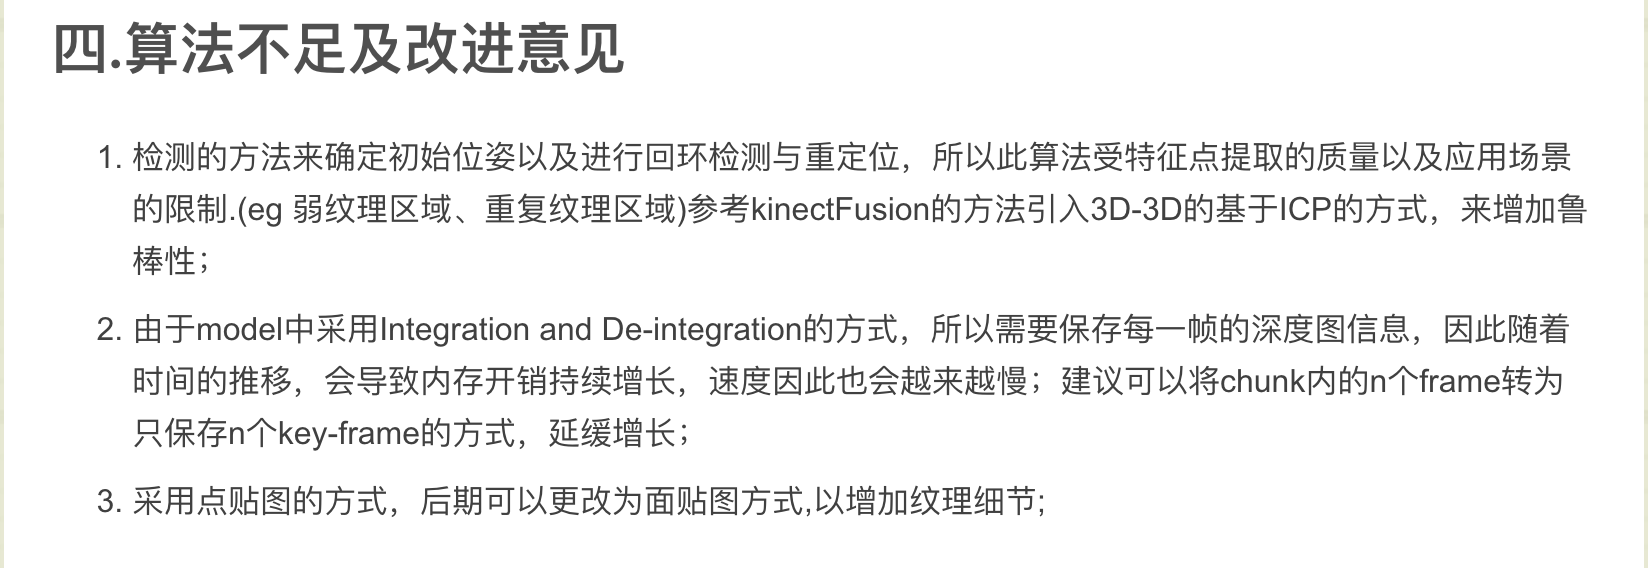 四.算法不足及改进意见
1. 检测的方法来确定初始位姿以及进行回环检测与重定位，所以此算法受特征点提取的质量以及应用场景
的限制.(eg 弱纹理区域、重复纹理区域)参考kinectFusion的方法引入3D-3D的基于ICP的方式，来增加鲁
棒性；
2. 由于model中采用Integration and De-integration的方式，所以需要保存每一帧的深度图信息，因此随着
时间的推移，会导致内存开销持续增长，速度因此也会越来越慢；建议可以将chunk内的n个frame转为
只保存n个key-frame的方式，延缓增长；
3. 采用点贴图的方式，后期可以更改为面贴图方式,以增加纹理细节;